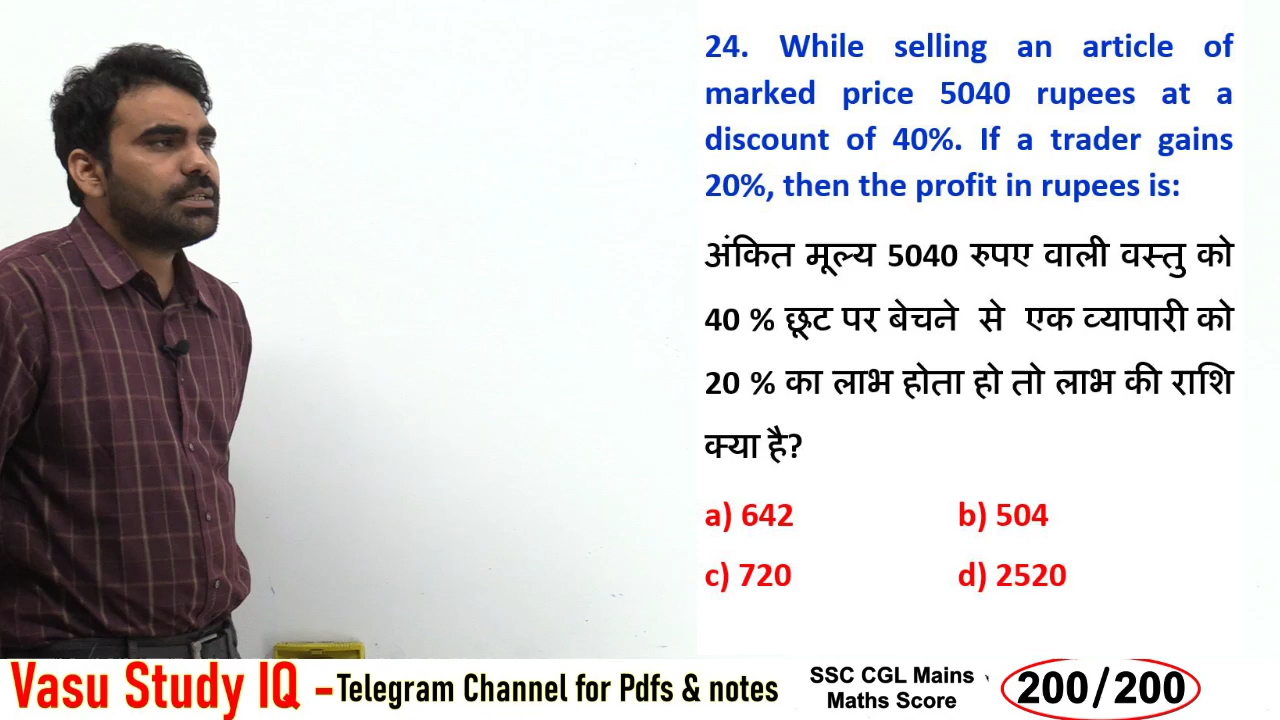 24. While selling an article of
marked price 5040 rupees at a
discount of 40%. If a trader gains
20%, then the profit in rupees is:
अंकित मूल्य 5040 रुपए वाली वस्तु को
40 % छूट पर बेचने से एक व्यापारी को
20 % का लाभ होता हो तो लाभ की राशि
क्या है?
a) 642 b) 504
c) 720 d) 2520
Vasu Study IQ - Telegram Channel for Pdfs & notes
SSC CGL Mains
Maths Score
200/200